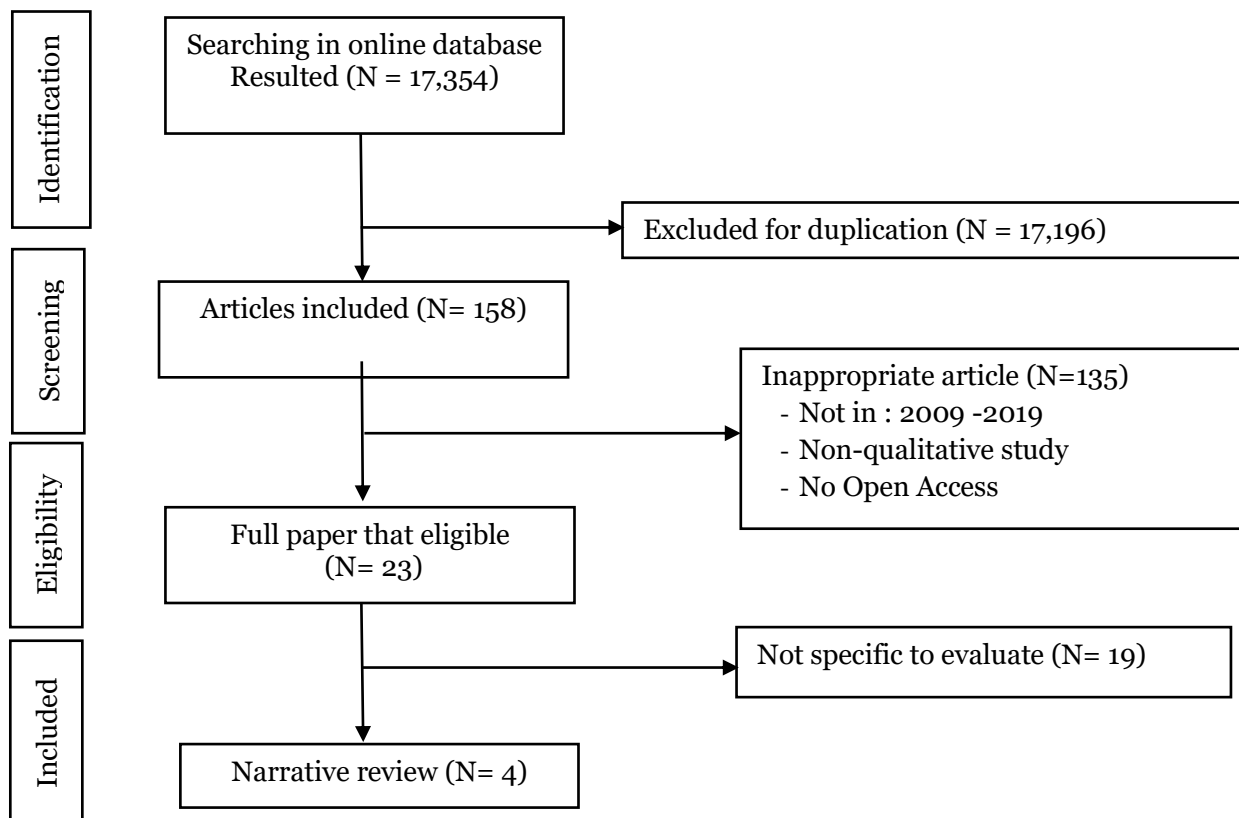 Identification
Searching in online database
Resulted (N = 17,354)
Excluded for duplication (N = 17,196)
Screening
Articles included (N= 158)
Inappropriate article (N=135)
- Not in : 2009 -2019
- Non-qualitative study
- No Open Access
Eligibility
Full paper that eligible
(N= 23)
Not specific to evaluate (N= 19)
Included
Narrative review (N= 4)